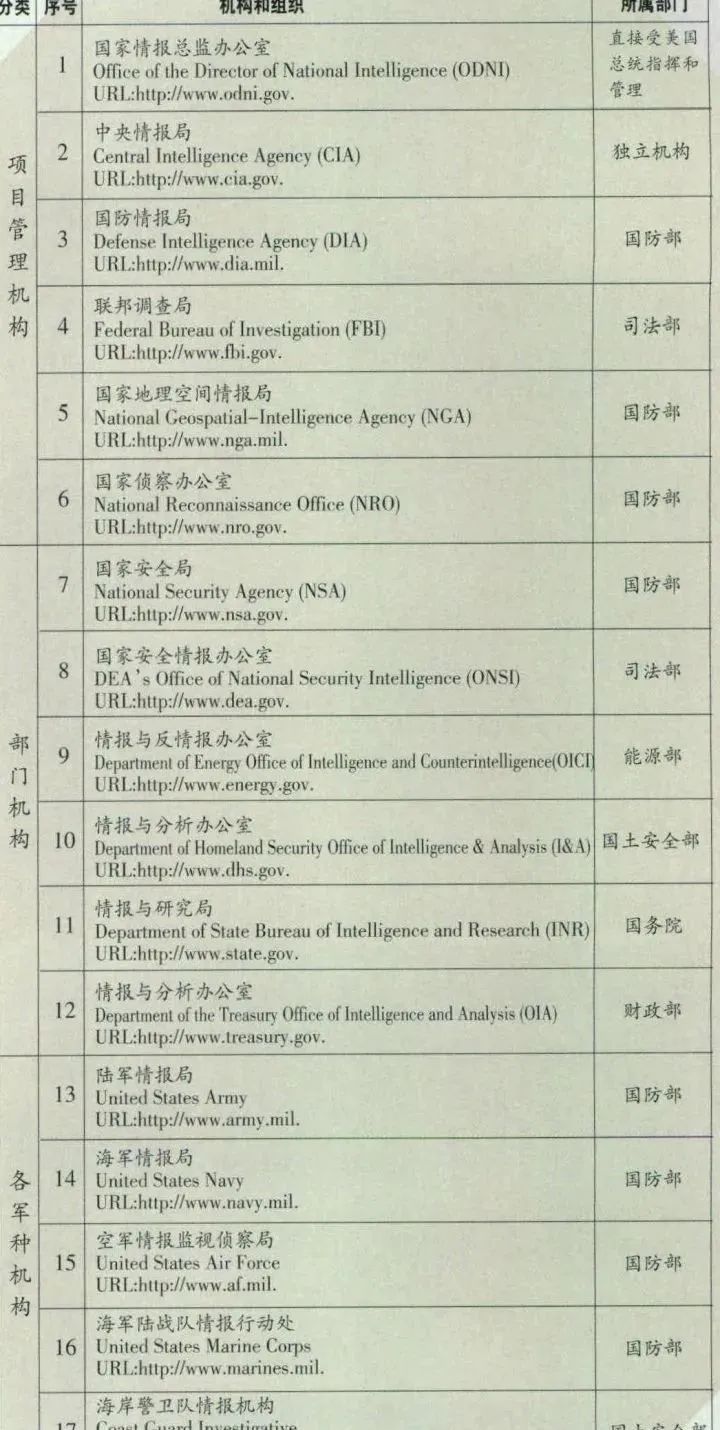 分类 序号 机构和组织 所属部门
项目管理机构
1
国家情报总监办公室
Office of the Director of National Intelligence (ODNI)
URL:http://www.odni.gov.
直接受美国
总统指挥和
管理
2
中央情报局
Central Intelligence Agency (CIA)
URL:http://www.cia.gov.
独立机构
3
国防情报局
Defense Intelligence Agency (DIA)
URL:http://www.dia.mil.
国防部
4
联邦调查局
Federal Bureau of Investigation (FBI)
URL:http://www.fbi.gov.
司法部
5
国家地理空间情报局
National Geospatial-Intelligence Agency (NGA)
URL:http://www.nga.mil.
国防部
6
国家侦察办公室
National Reconnaissance Office (NRO)
URL:http://www.nro.gov.
国防部
部门机构
7
国家安全局
National Security Agency (NSA)
URL:http://www.nsa.gov.
国防部
8
国家安全情报办公室
DEA's Office of National Security Intelligence (ONSI)
URL:http://www.dea.gov.
司法部
9
情报与反情报办公室
Department of Energy Office of Intelligence and Counterintelligence(OICI)
URL:http://www.energy.gov.
能源部
10
情报与分析办公室
Department of Homeland Security Office of Intelligence & Analysis (I&A)
URL:http://www.dhs.gov.
国土安全部
11
情报与研究局
Department of State Bureau of Intelligence and Research (INR)
URL:http://www.state.gov.
国务院
12
情报与分析办公室
Department of the Treasury Office of Intelligence and Analysis (OIA)
URL:http://www.treasury.gov.
财政部
各军种机构
13
陆军情报局
United States Army
URL:http://www.army.mil.
国防部
14
海军情报局
United States Navy
URL:http://www.navy.mil.
国防部
15
空军情报监视侦察局
United States Air Force
URL:http://www.af.mil.
国防部
16
海军陆战队情报行动处
United States Marine Corps
URL:http://www.marines.mil.
国防部
17
海岸警卫队情报机构
Coast Guard Investigative
国土安全部